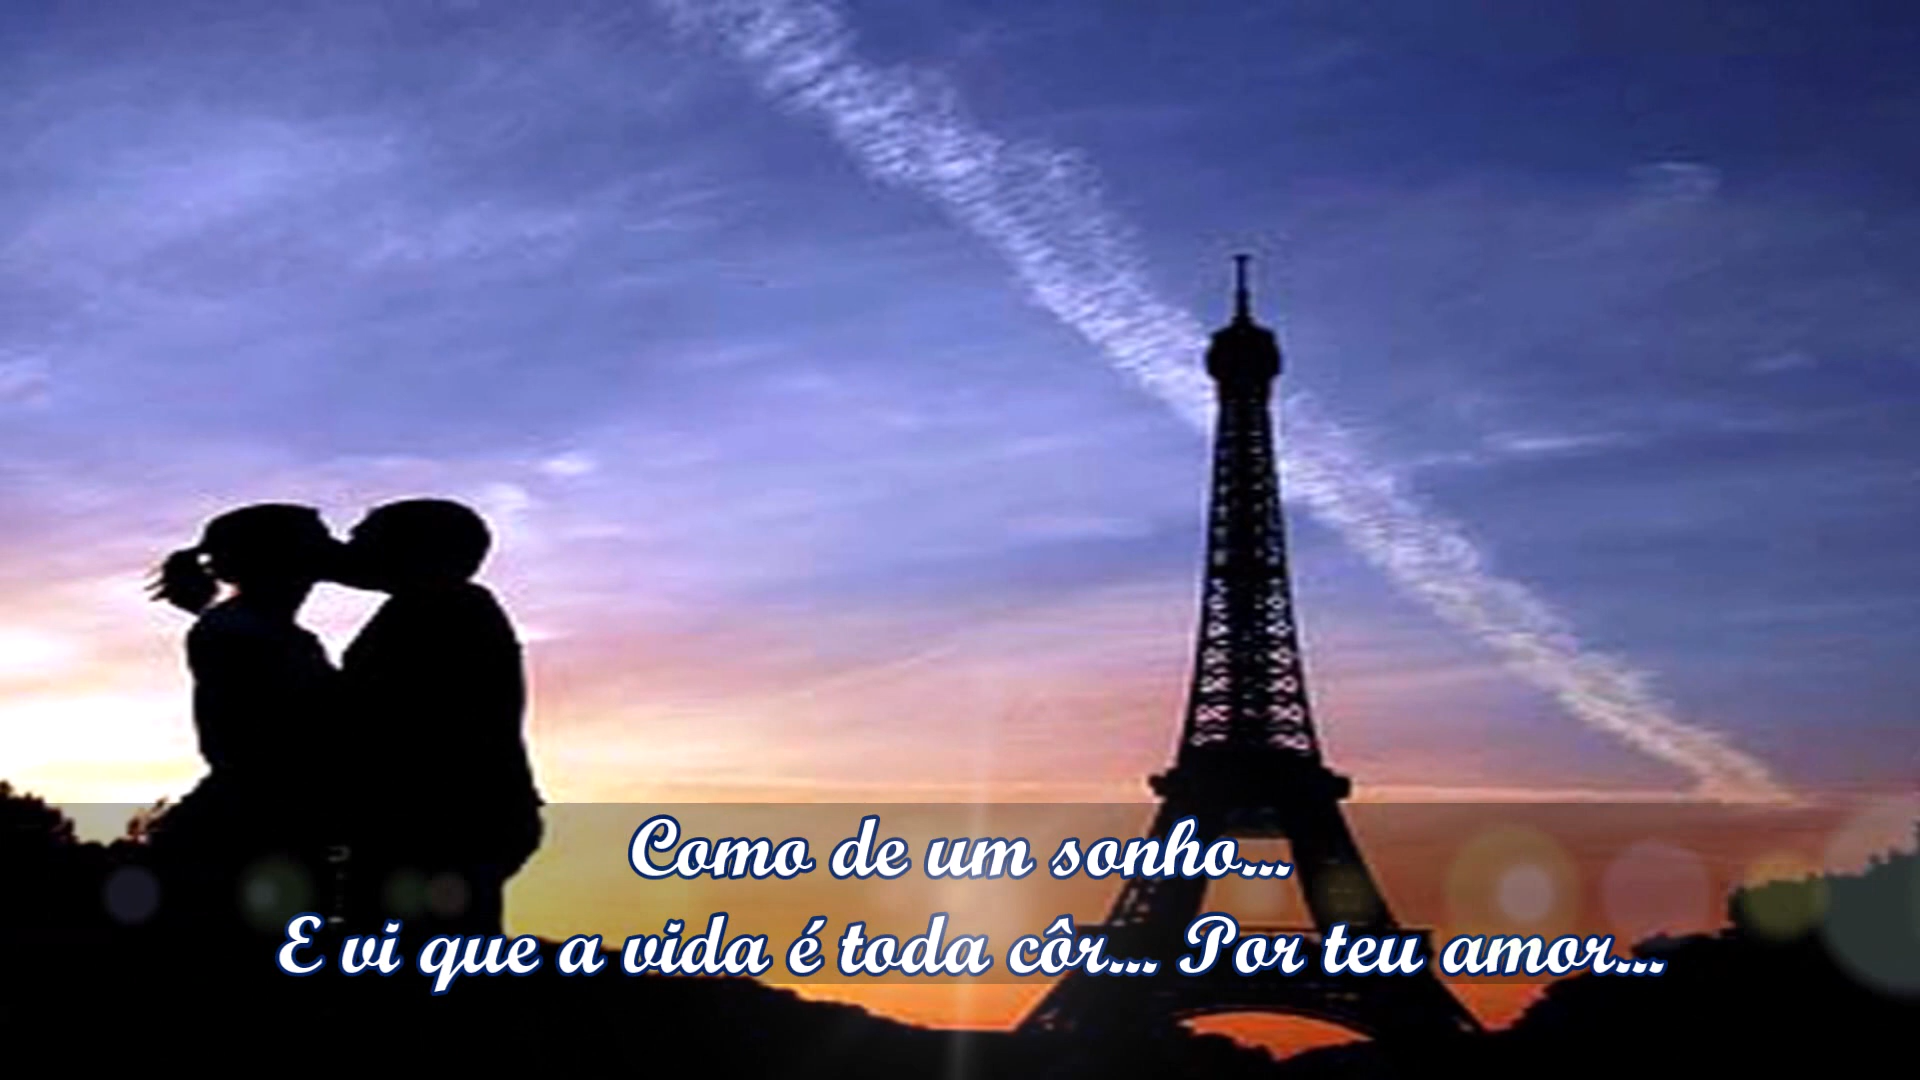 Como de um sonho...
E vi que a vida é toda côr... Por teu amor...